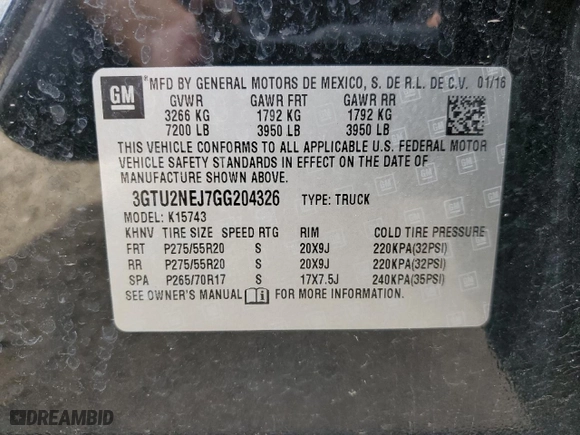 GM
*MFD BY GENERAL MOTORS DE MEXICO, S. DE R.L. DE C.V. 01/16
GVWR GAWR FRT GAWR RR
3266 KG 1792 KG 1792 KG
7200 LB 3950 LB 3950 LB
THIS VEHICLE CONFORMS TO ALL APPLICABLE U.S. FEDERAL MOTOR
VEHICLE SAFETY STANDARDS IN EFFECT ON THE DATE OF
MANUFACTURE SHOWN ABOVE.
3GTU2NEJ7GG204326 TYPE: TRUCK
MODEL: K15743
KHNV TIRE SIZE SPEED RTG RIM COLD TIRE PRESSURE
FRT P275/55R20 S 20X9J 220KPA(32PSI)
RR P275/55R20 S 20X9J 220KPA(32PSI)
SPA P265/70R17 S 17X7.5J 240KPA(35PSI)
SEE OWNER'S MANUAL FOR MORE INFORMATION.
DREAMBID